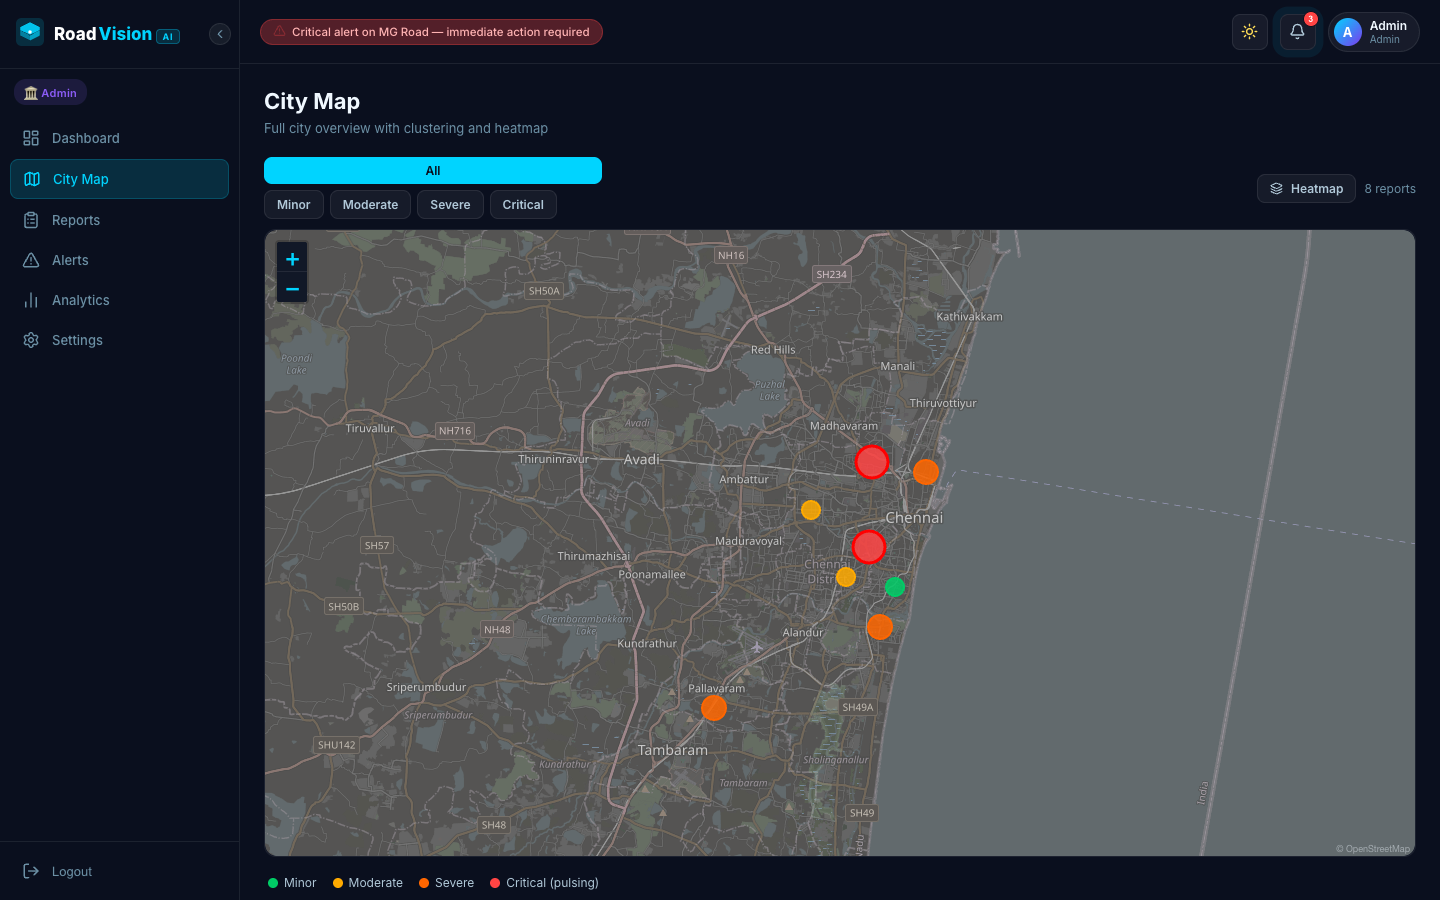 RoadVision AI
Critical alert on MG Road — immediate action required
3
A
Admin
Admin
Admin
Dashboard
City Map
Reports
Alerts
Analytics
Settings
Logout
City Map
Full city overview with clustering and heatmap
All
Minor
Moderate
Severe
Critical
Heatmap
8 reports
+
−
NH16
SH234
SH50A
Kathivakkam
Red Hills
Poondi
Lake
Manali
Puzhal
Lake
Thiruvottiyur
Avadi
Madhavaram
Tiruvallur
NH716
Thiruninravur
Avadi
Ambattur
Chennai
Maduravoyal
SH57
Thirumazhisai
Chennai
Poonamallee
SH50B
Chembarambakkam
Lake
NH48
Alandur
Kundrathur
Sriperumbudur
Pallavaram
SH49A
Sriperumbudur
SHU142
Tambaram
Sholinganallur
Kundrathur
Tambaram
India
SH49
SH48
© OpenStreetMap
Minor
Moderate
Severe
Critical (pulsing)